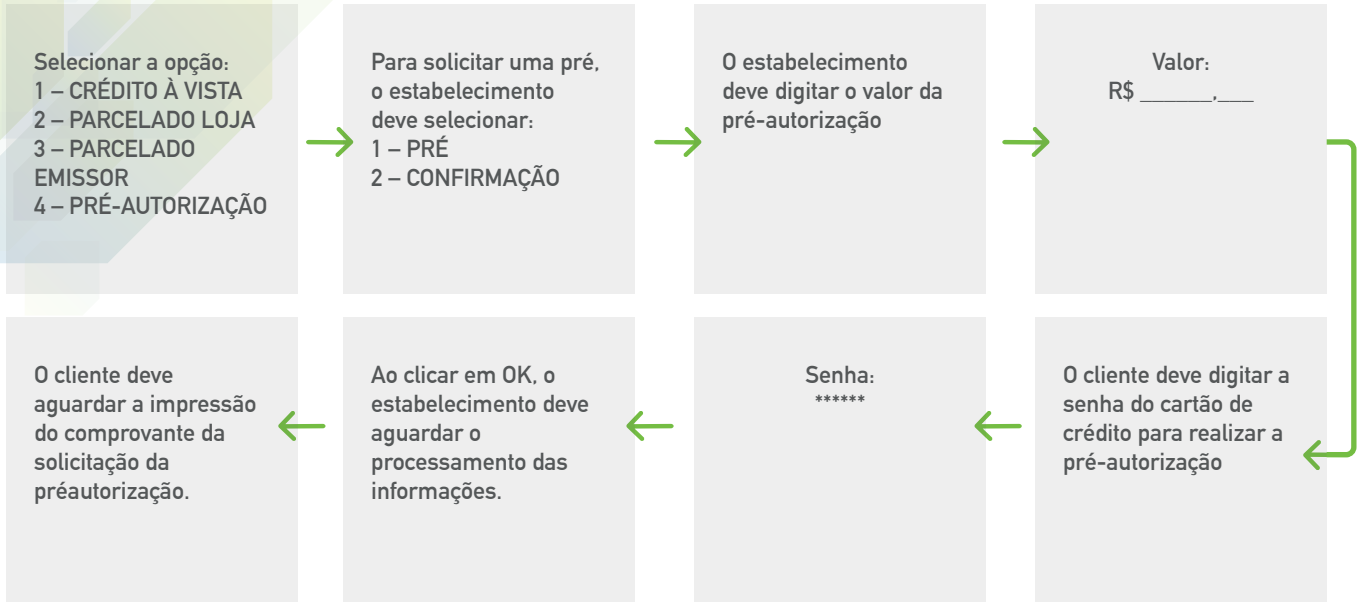 Selecionar a opção:
1 – CRÉDITO À VISTA
2 – PARCELADO LOJA
3 – PARCELADO
EMISSOR
4 – PRÉ-AUTORIZAÇÃO
Para solicitar uma pré,
o estabelecimento
deve selecionar:
1 – PRÉ
2 – CONFIRMAÇÃO
O estabelecimento
deve digitar o valor da
pré-autorização
Valor:
R$ ______.___
O cliente deve digitar a
senha do cartão de
crédito para realizar a
pré-autorização
Senha:
******
Ao clicar em OK, o
estabelecimento deve
aguardar o
processamento das
informações.
O cliente deve
aguardar a impressão
do comprovante da
solicitação da
préautorização.